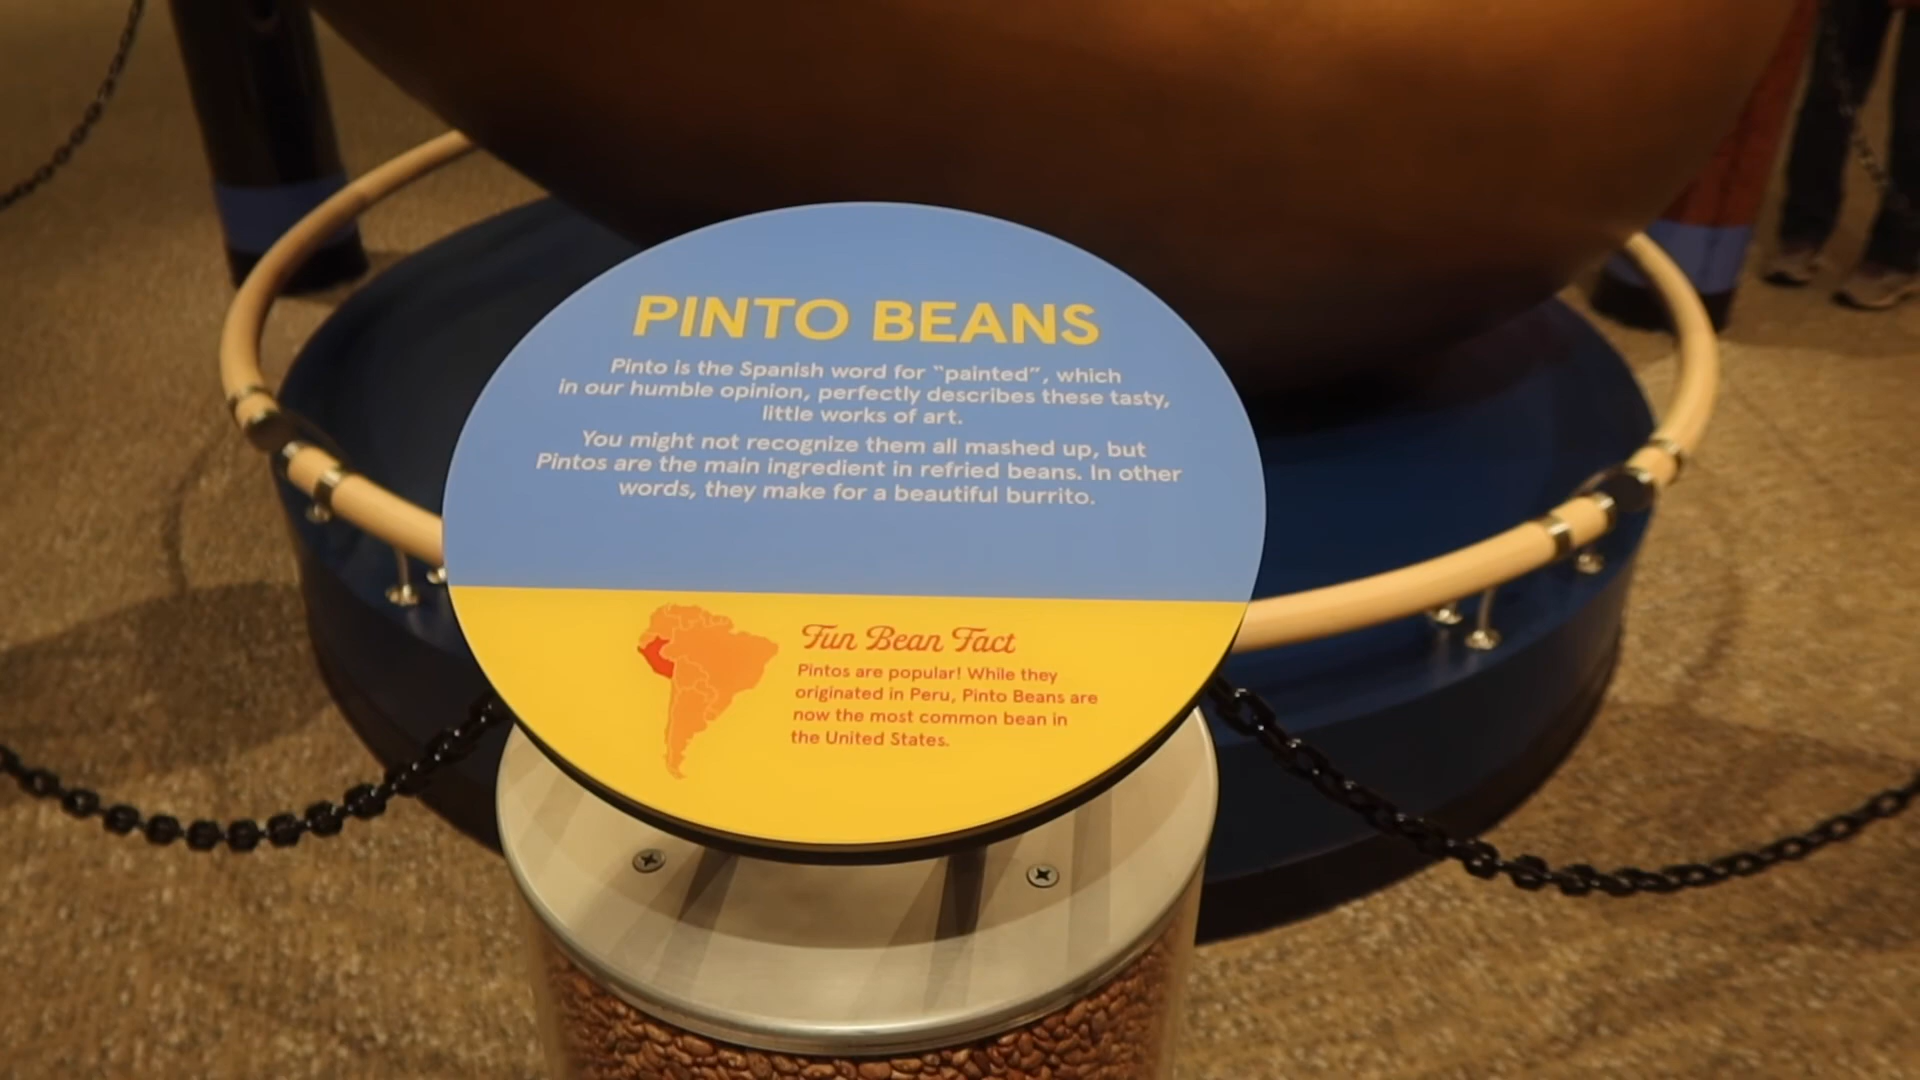 PINTO BEANS
Pinto is the Spanish word for “painted”, which
in our humble opinion, perfectly describes these tasty,
little works of art.
You might not recognize them all mashed up, but
Pintos are the main ingredient in refried beans. In other
words, they make for a beautiful burrito.
Fun Bean Fact
Pintos are popular! While they
originated in Peru, Pinto Beans are
now the most common bean in
the United States.